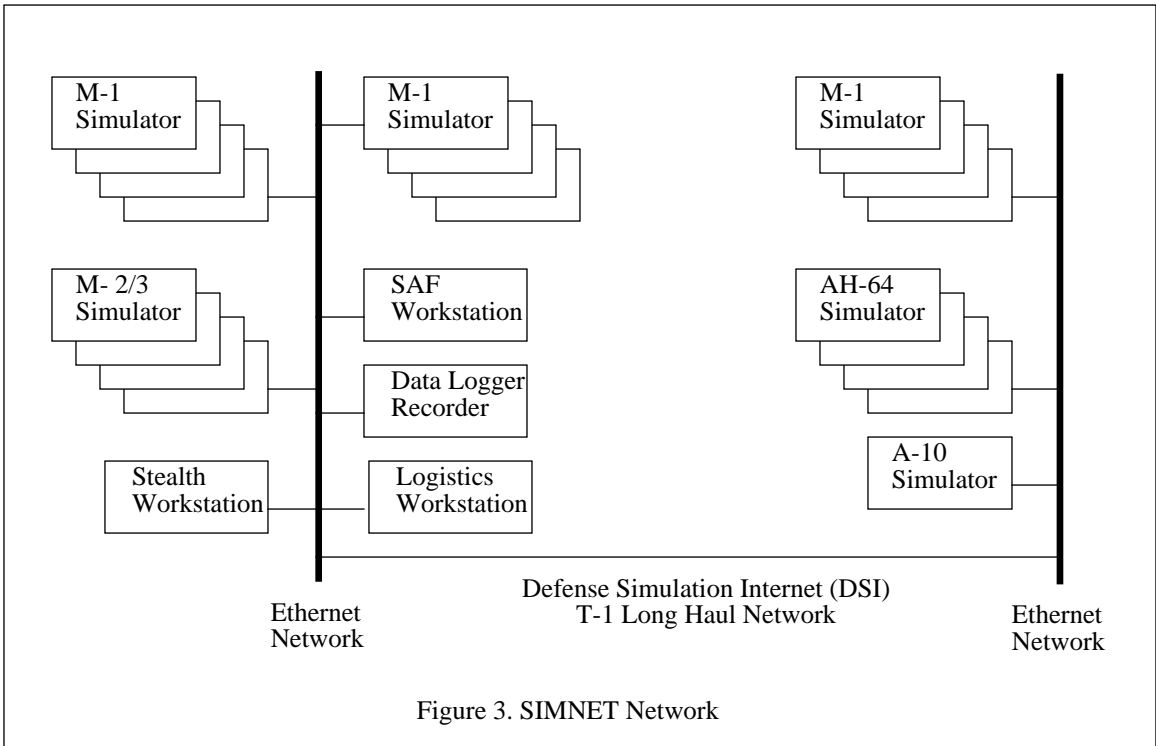 M-1
Simulator
M-1
Simulator
M-1
Simulator
M- 2/3
Simulator
SAF
Workstation
AH-64
Simulator
Data Logger
Recorder
A-10
Simulator
Stealth
Workstation
Logistics
Workstation
Defense Simulation Internet (DSI)
T-1 Long Haul Network
Ethernet
Network
Ethernet
Network
Figure 3. SIMNET Network